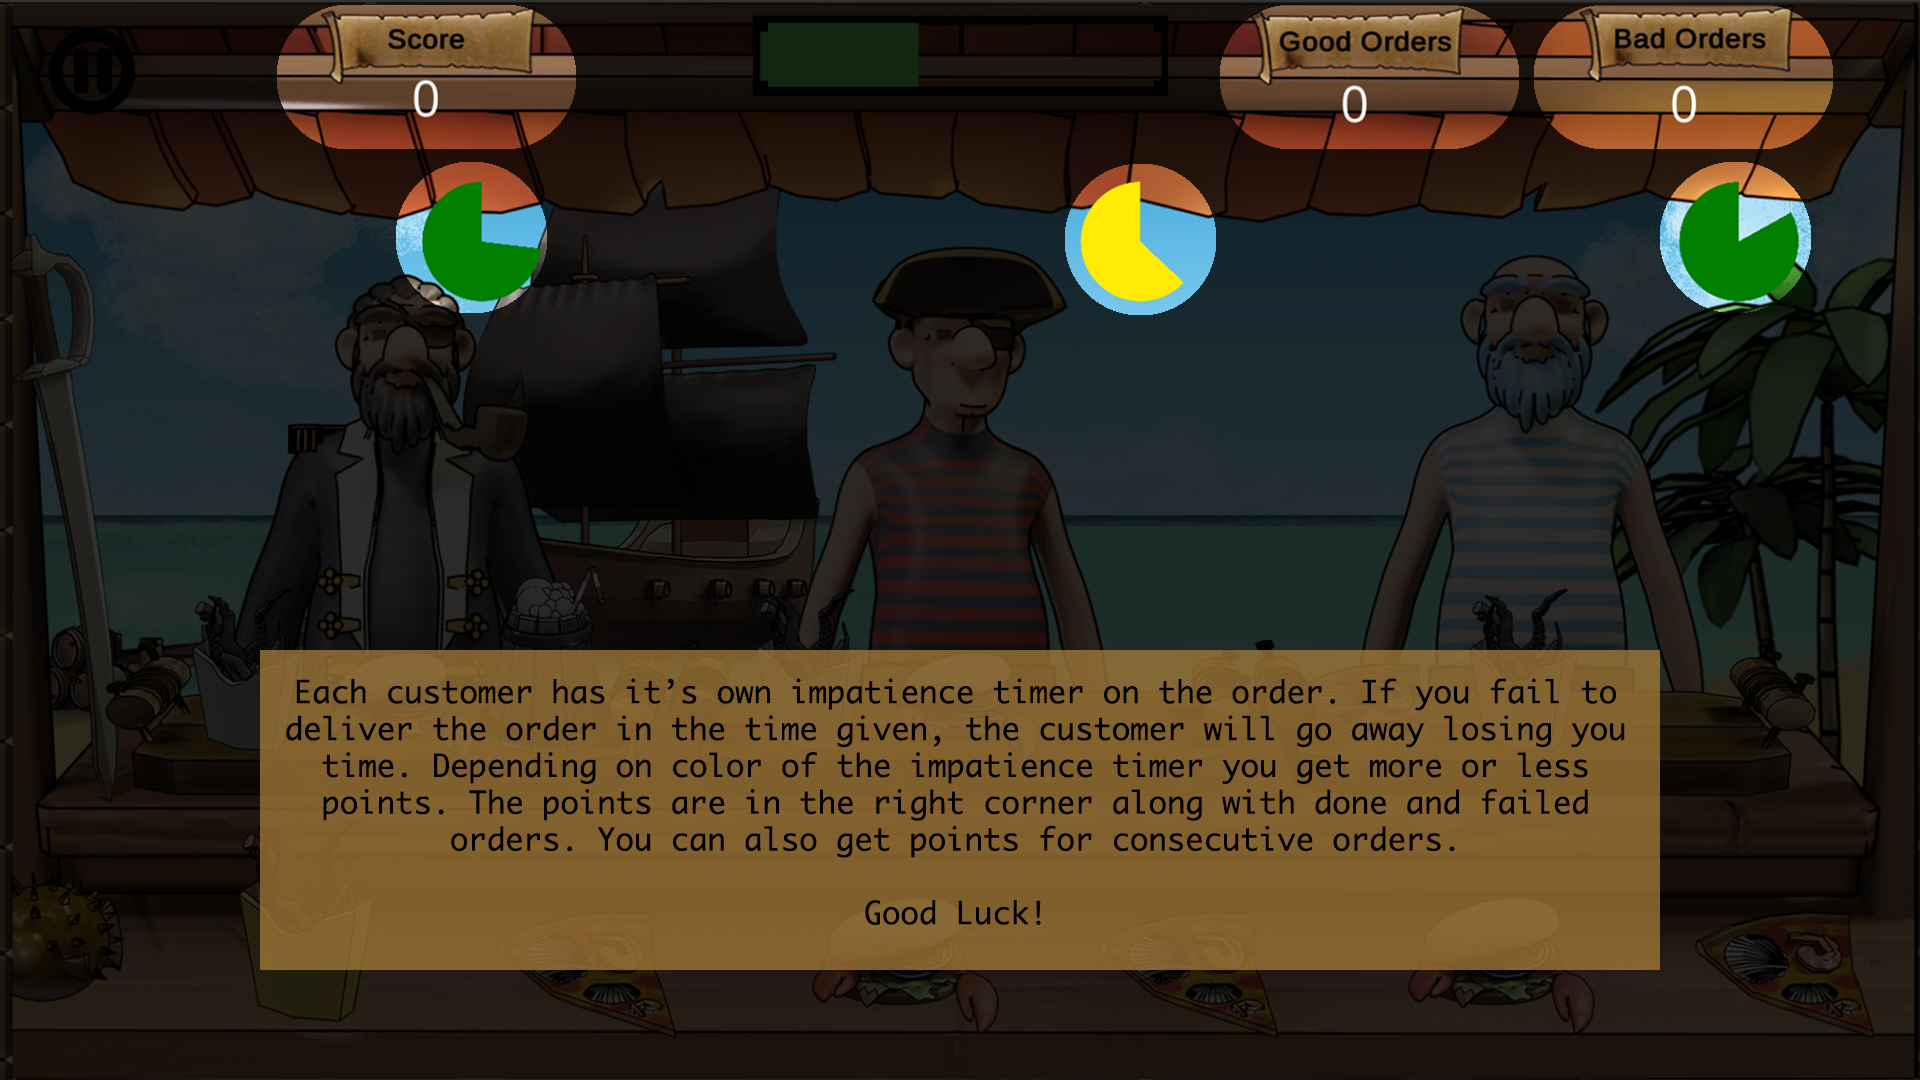 Score
0
Good Orders
0
Bad Orders
0
Each customer has it’s own impatience timer on the order. If you fail to
deliver the order in the time given, the customer will go away losing you
time. Depending on color of the impatience timer you get more or less
points. The points are in the right corner along with done and failed
orders. You can also get points for consecutive orders.
Good Luck!